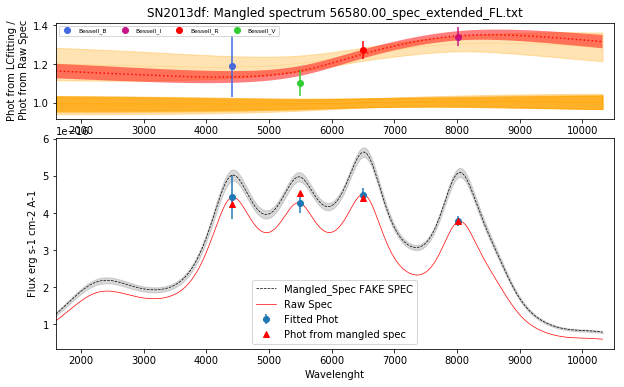 SN2013df: Mangled spectrum 56580.00_spec_extended_FL.txt
Phot from LCfitting /
Phot from Raw Spec
Bessell_B Bessell_I Bessell_R Bessell_V
1.4
1.2
1.0
2000 3000 4000 5000 6000 7000 8000 9000 10000
1e−16
Flux erg s-1 cm-2 A-1
6
5
4
3
2
1
Mangled_Spec FAKE SPEC
Raw Spec
Fitted Phot
Phot from mangled spec
2000 3000 4000 5000 6000 7000 8000 9000 10000
Wavelenght